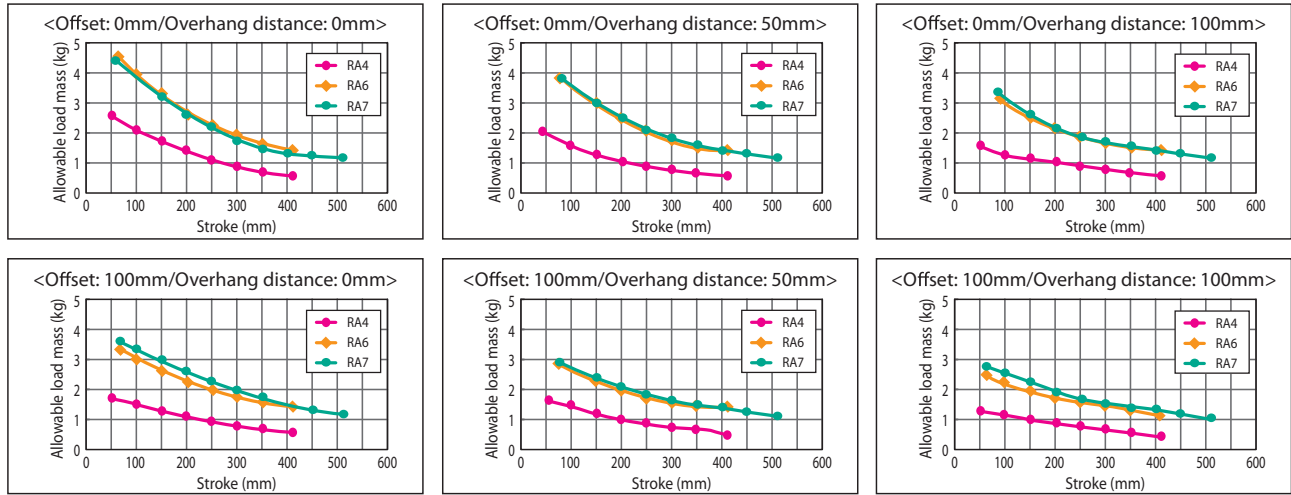 <Offset: 0mm/Overhang distance: 0mm>
Allowable load mass (kg)
5
4
3
2
1
0
RA4
RA6
RA7
0 100 200 300 400 500 600
Stroke (mm)
<Offset: 0mm/Overhang distance: 50mm>
Allowable load mass (kg)
5
4
3
2
1
0
RA4
RA6
RA7
0 100 200 300 400 500 600
Stroke (mm)
<Offset: 0mm/Overhang distance: 100mm>
Allowable load mass (kg)
5
4
3
2
1
0
RA4
RA6
RA7
0 100 200 300 400 500 600
Stroke (mm)
<Offset: 100mm/Overhang distance: 0mm>
Allowable load mass (kg)
5
4
3
2
1
0
RA4
RA6
RA7
0 100 200 300 400 500 600
Stroke (mm)
<Offset: 100mm/Overhang distance: 50mm>
Allowable load mass (kg)
5
4
3
2
1
0
RA4
RA6
RA7
0 100 200 300 400 500 600
Stroke (mm)
<Offset: 100mm/Overhang distance: 100mm>
Allowable load mass (kg)
5
4
3
2
1
0
RA4
RA6
RA7
0 100 200 300 400 500 600
Stroke (mm)